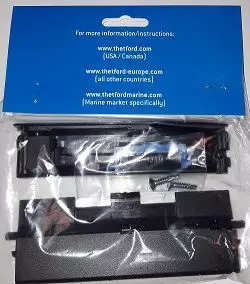 For more information/instructions:
www.thetford.com
(USA / Canada)
www.thetford-europe.com
(all other countries)
www.thetfordmarine.com
(Marine market specifically)